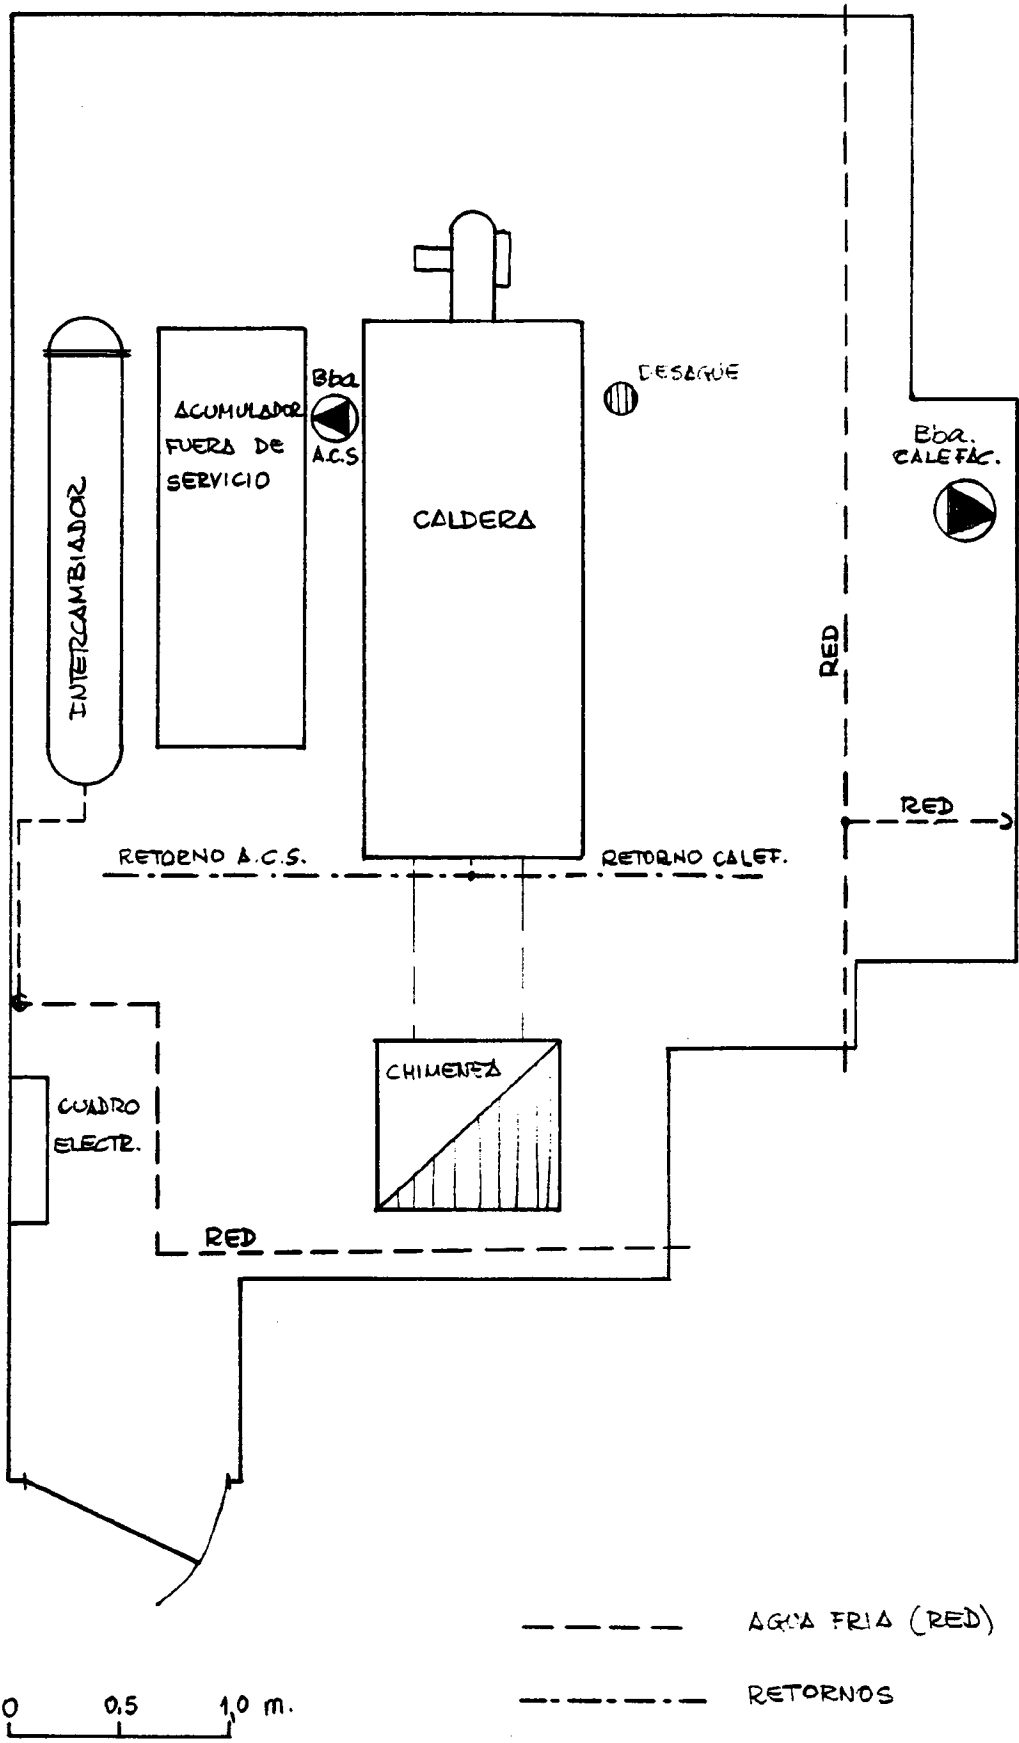 Bba
DESAGÜE
ACUMULADOR
FUERA DE
SERVICIO
A.C.S
Bba.
CALEFAC.
CALDERA
INTERCAMBIADOR
RED
RED
RETORNO A.C.S.
RETORNO CALEF.
CHIMENEA
CUADRO
ELECTR.
RED
AGUA FRIA (RED)
RETORNOS
0 0,5 1,0 m.